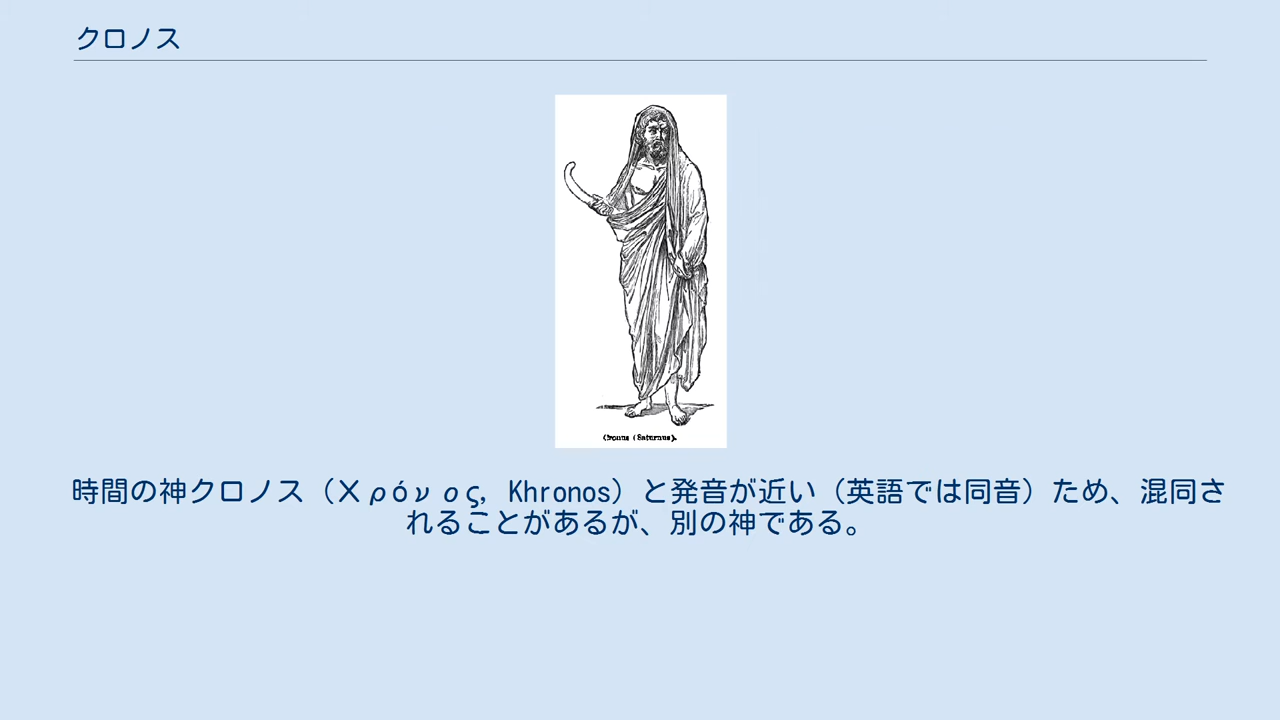 クロノス
Cronus (Saturnus).
時間の神クロノス（Χρόνος, Khronos）と発音が近い（英語では同音）ため、混同さ
れることがあるが、別の神である。